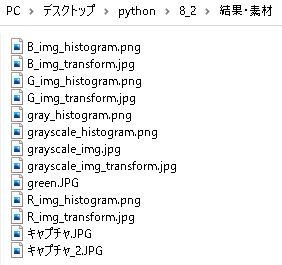 PC > デスクトップ > python > 8_2 > 結果・素材
B_img_histogram.png
B_img_transform.jpg
G_img_histogram.png
G_img_transform.jpg
gray_histogram.png
grayscale_histogram.png
grayscale_img.jpg
grayscale_img_transform.jpg
green.JPG
R_img_histogram.png
R_img_transform.jpg
キャプチャ.JPG
キャプチャ_2.JPG